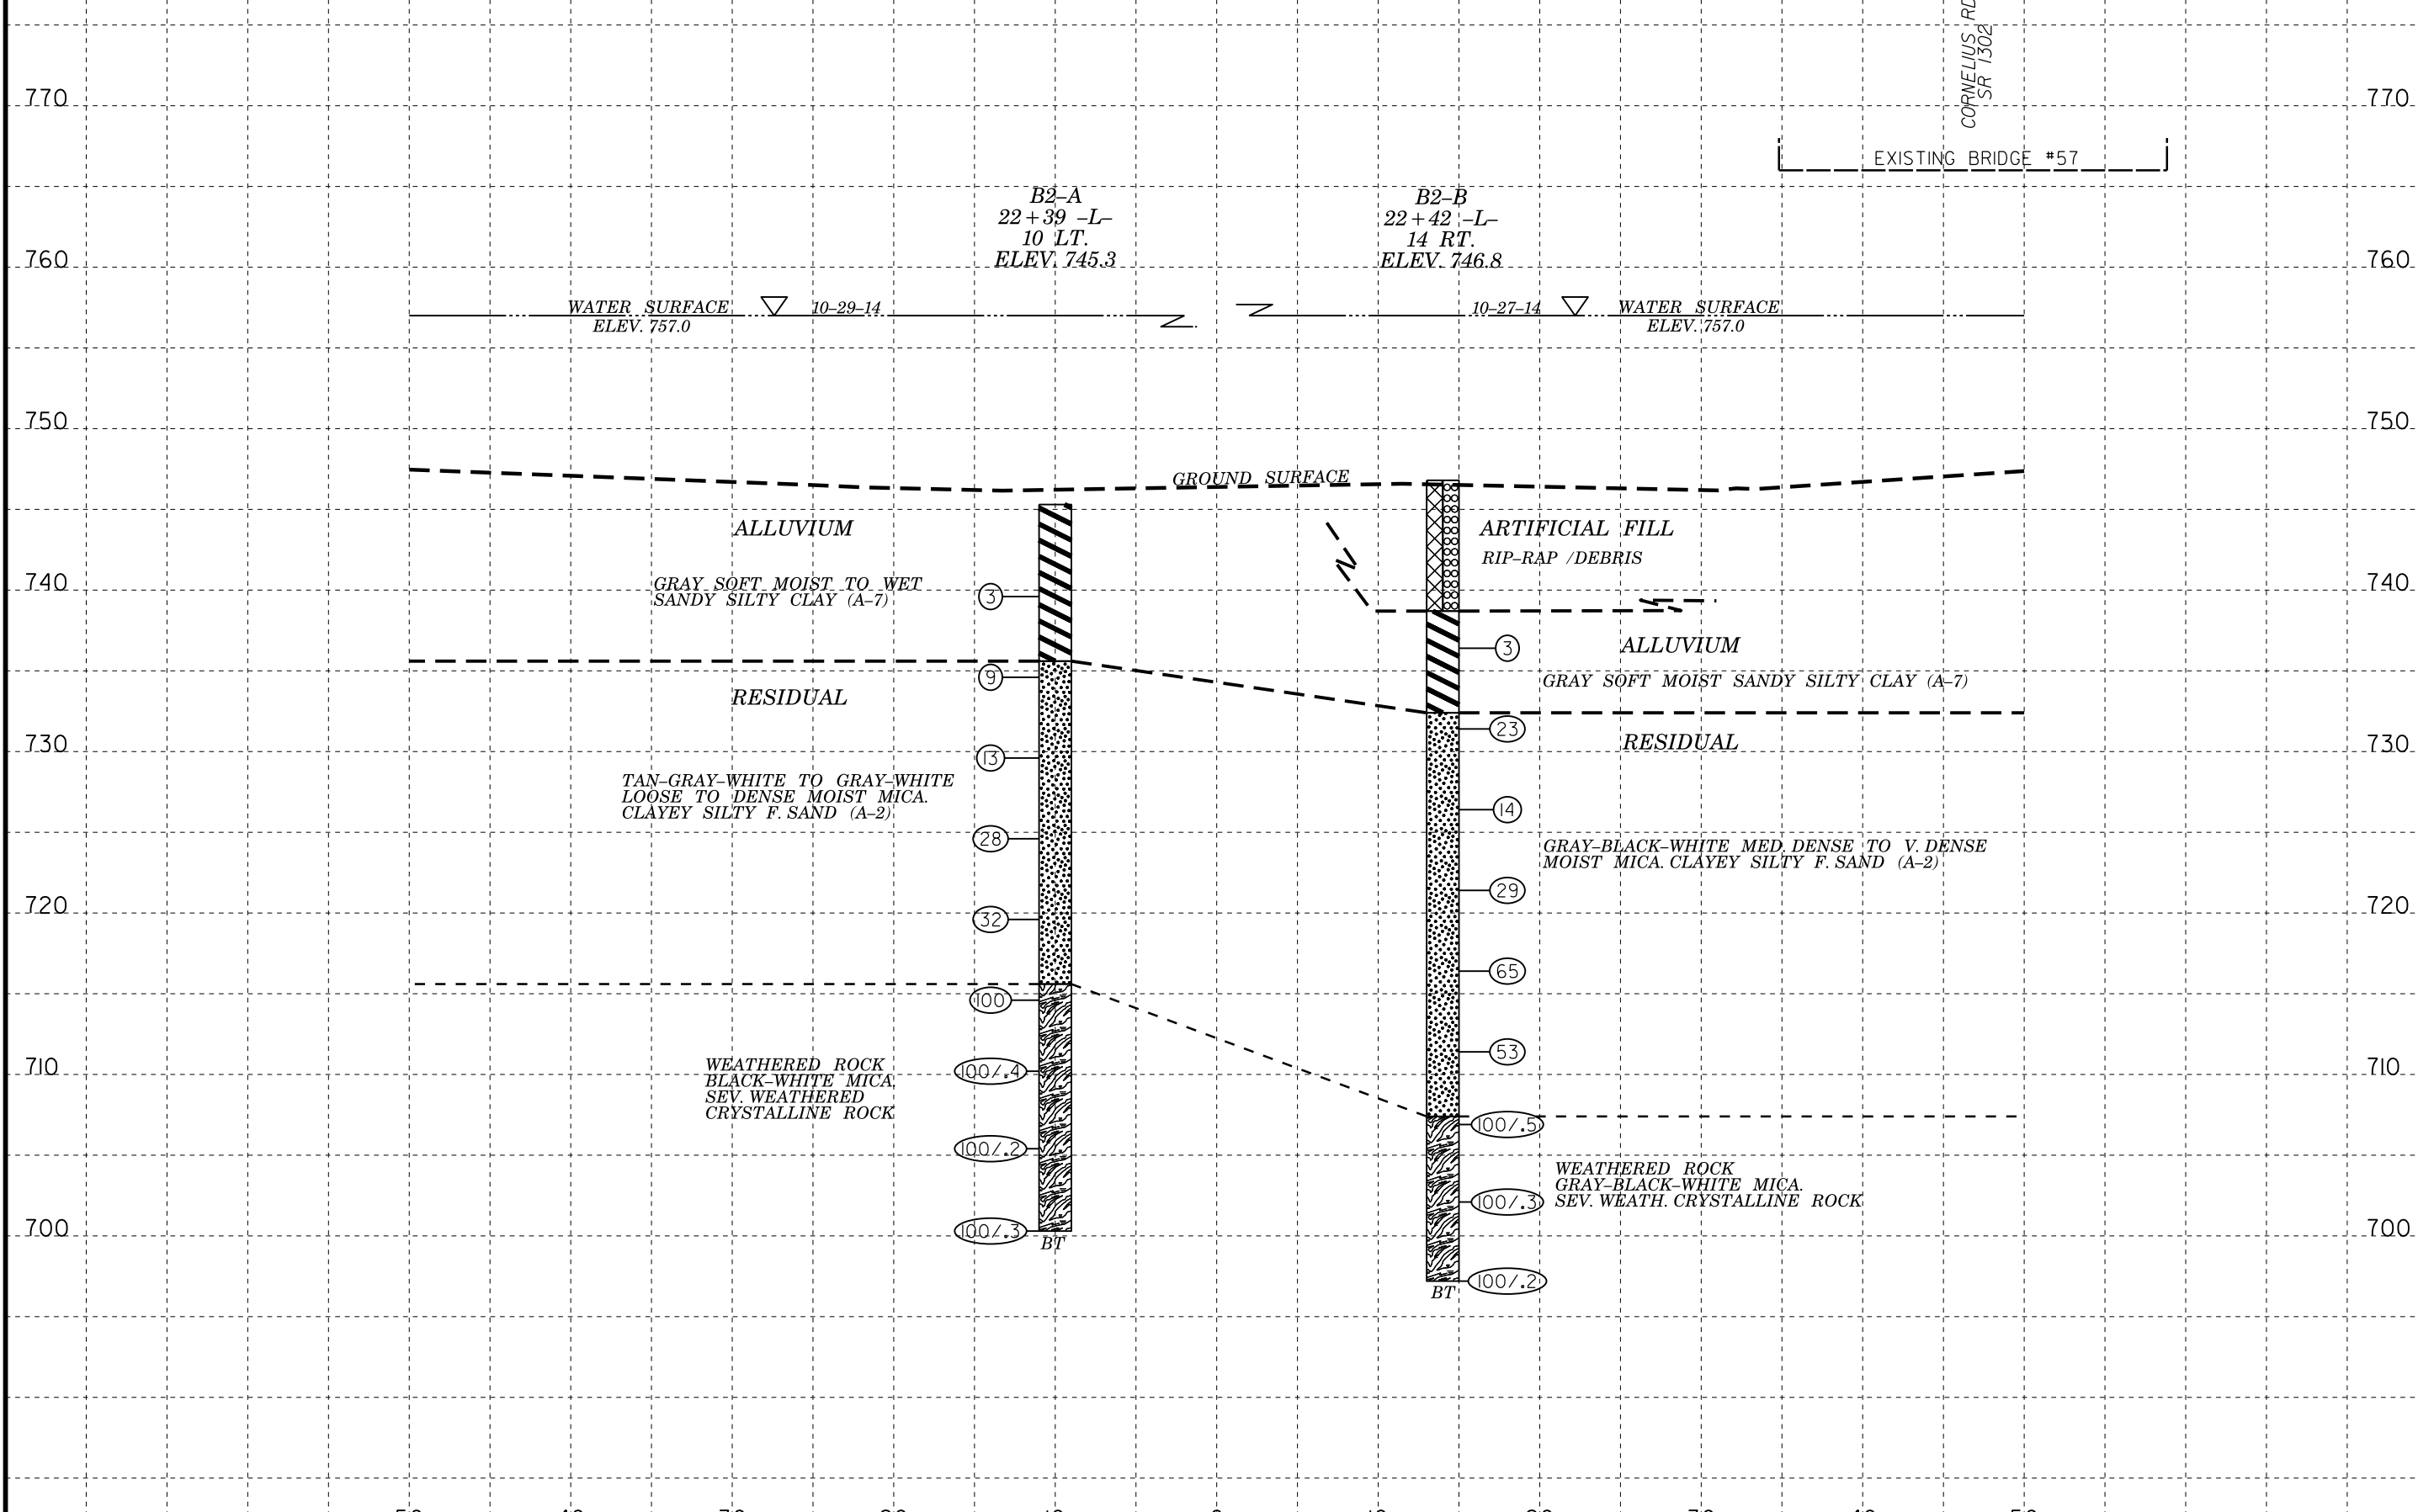 CORNELIUS RD
SR 1302
770
770
EXISTING BRIDGE #57
B2-A
22+39 -L-
10 LT.
ELEV. 745.3
B2-B
22+42 -L-
14 RT.
ELEV. 746.8
760
760
WATER SURFACE
10-29-14
ELEV. 757.0
10-27-14
WATER SURFACE
ELEV. 757.0
750
750
GROUND SURFACE
ALLUVIUM
ARTIFICIAL FILL
RIP-RAP /DEBRIS
740
740
GRAY SOFT MOIST TO WET
SANDY SILTY CLAY (A-7)
3
3
ALLUVIUM
GRAY SOFT MOIST SANDY SILTY CLAY (A-7)
9
RESIDUAL
23
RESIDUAL
730
730
13
TAN-GRAY-WHITE TO GRAY-WHITE
LOOSE TO DENSE MOIST MICA.
CLAYEY SILTY F. SAND (A-2)
14
28
GRAY-BLACK-WHITE MED. DENSE TO V. DENSE
MOIST MICA. CLAYEY SILTY F. SAND (A-2)
29
720
720
32
65
100
53
710
710
WEATHERED ROCK
BLACK-WHITE MICA.
SEV. WEATHERED
CRYSTALLINE ROCK
100/.4
100/.5
100/.2
WEATHERED ROCK
GRAY-BLACK-WHITE MICA.
SEV. WEATH. CRYSTALLINE ROCK
100/.3
700
700
100/.3
BT
100/.2
BT